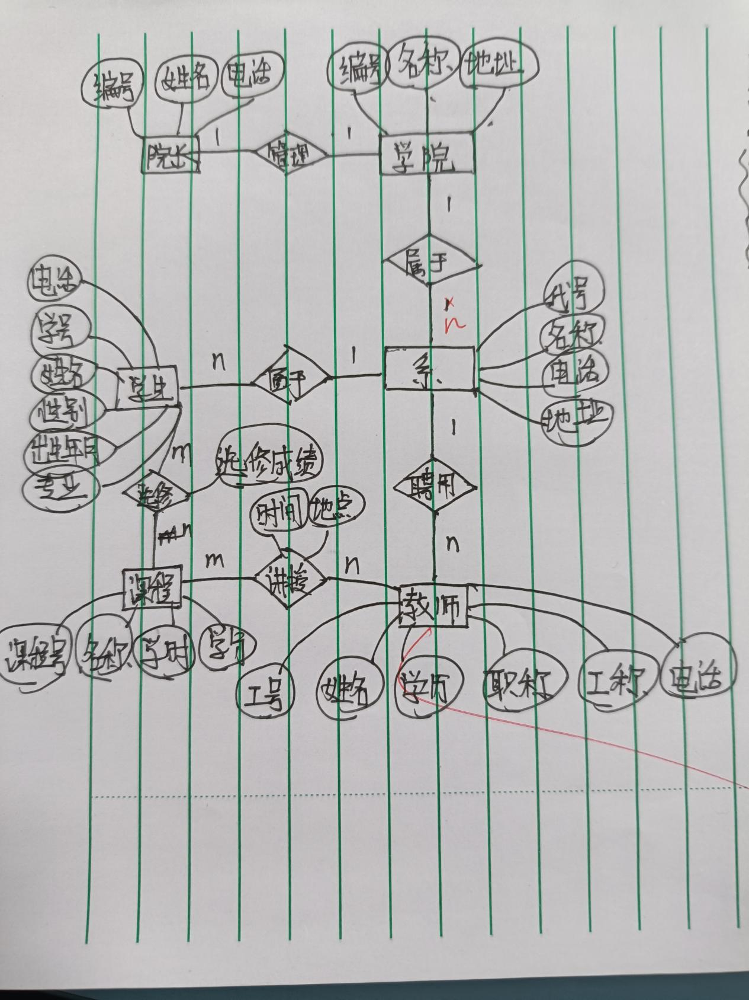 编号 姓名 电话 编号 名称 地址
院长 1 管理 1 学院
1
属于
电话
学号
姓名
性别
出生年月
专业
学生 n 属于 1 系
n
代号
名称
电话
地址
m
选修
选修成绩
n
1
聘用
n
时间 地点
课程 m 讲授 n 教师
课程号 名称 学时 学分
工号 姓名 学历 职称 工称 电话